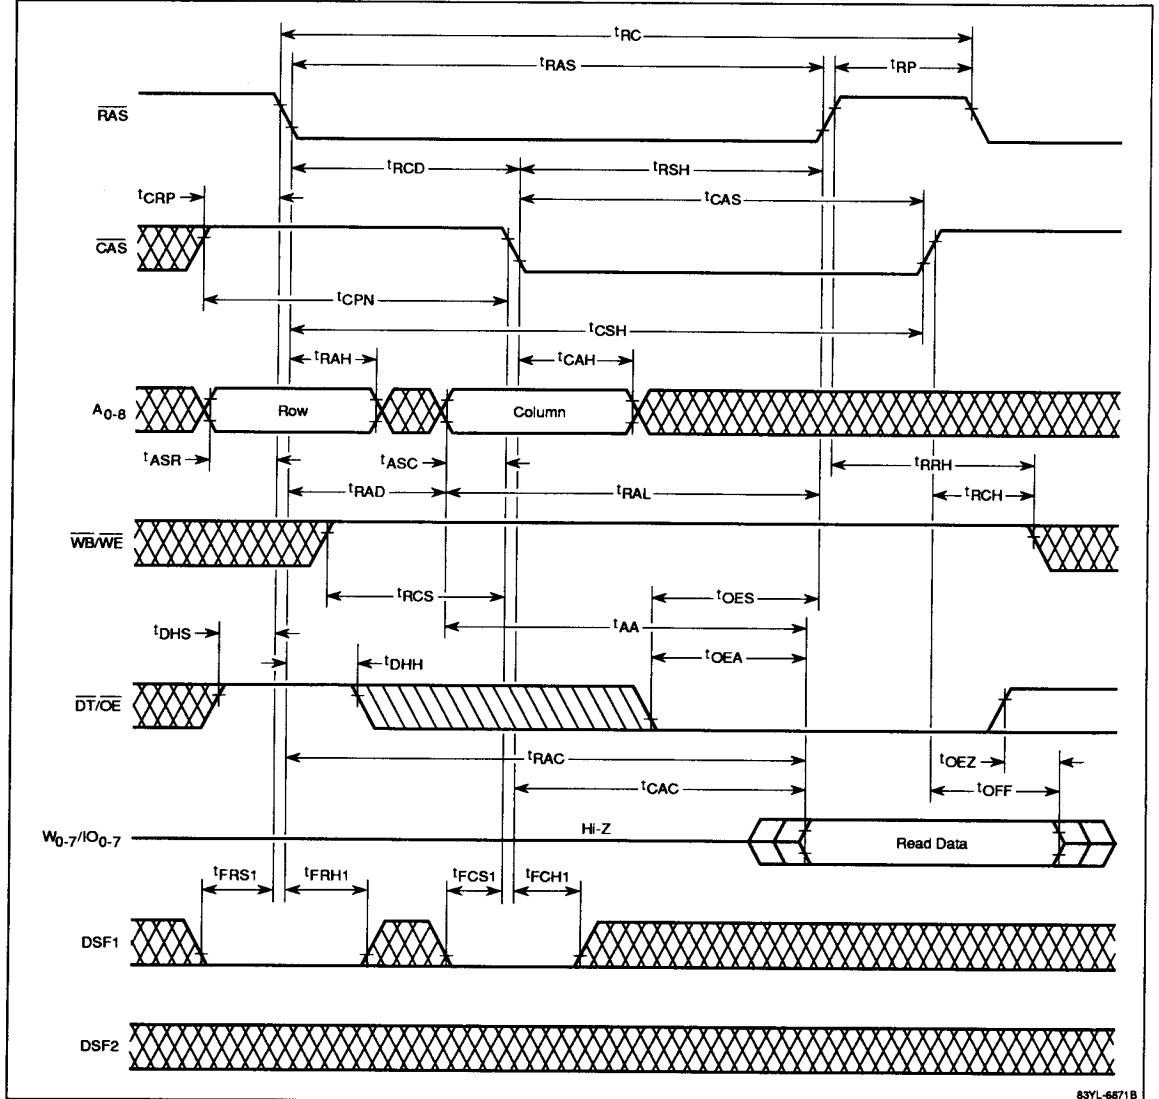 tRC
tRAS
tRP
RAS
tRCD
tRSH
tCRP
tCAS
CAS
tCPN
tCSH
tRAH
tCAH
A0-8
Row
Column
tASR
tASC
tRRH
tRAD
tRAL
tRCH
WB/WE
tRCS
tOES
tDHS
tAA
tDHH
tOEA
DT/OE
tRAC
tOEZ
tCAC
tOFF
W0-7/IO0-7
Hi-Z
Read Data
tFRS1
tFRH1
tFCS1
tFCH1
DSF1
DSF2
83YL-6871B